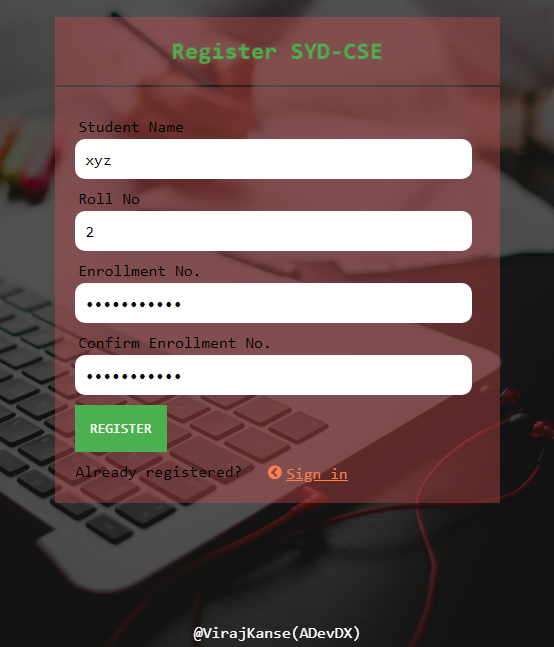 Register SYD-CSE
Student Name
xyz
Roll No
2
Enrollment No.
•••••••••••
Confirm Enrollment No.
•••••••••••
REGISTER
Already registered? Sign in
@VirajKanse(ADevDX)